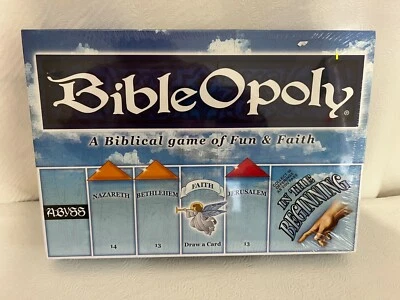 BibleOpoly®
A Biblical game of Fun & Faith
ABYSS
NAZARETH
14
BETHLEHEM
13
FAITH
Draw a Card
JERUSALEM
13
IN THE
BEGINNING